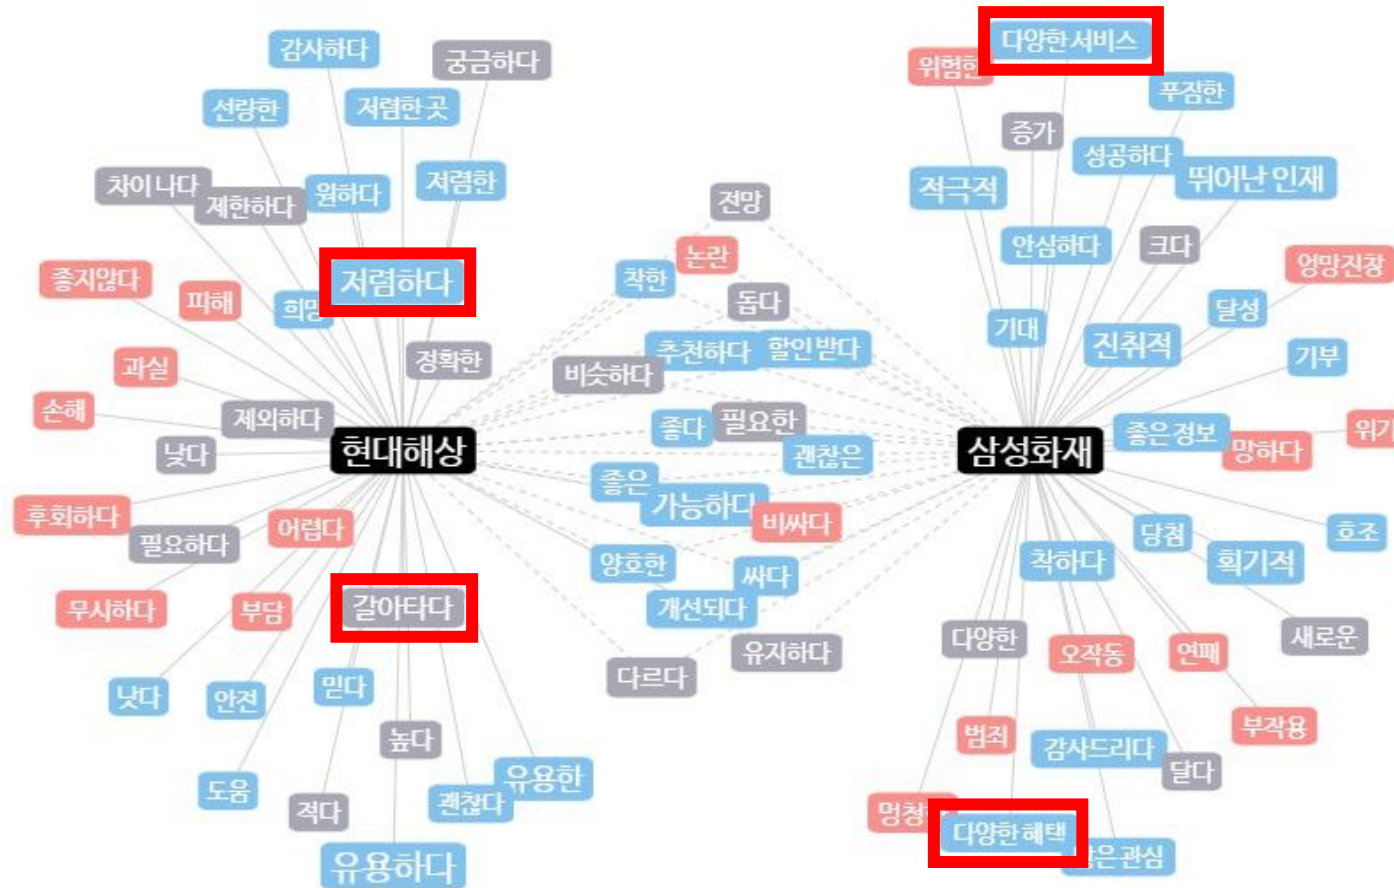 감사하다
궁금하다
선량한
저렴한 곳
차이 나다
제한하다
원하다
저렴한
좋지않다
피해
희망
저렴하다
과실
정확한
손해
제외하다
낮다
현대해상
후회하다
필요하다
어렵다
무시하다
부담
갈아타다
낫다
안전
믿다
높다
도움
적다
괜찮다
유용한
유용하다
전망
논란
착한
돕다
추천하다
할인 받다
비슷하다
좋다
필요한
괜찮은
좋은
가능하다
비싸다
양호한
싸다
개선되다
유지하다
다르다
다양한 서비스
위험한
푸짐한
증가
성공하다
뛰어난 인재
적극적
안심하다
크다
엉망진창
기대
달성
진취적
기부
좋은 정보
위기
망하다
삼성화재
당첨
호조
착하다
획기적
다양한
오작동
연패
새로운
범죄
감사드리다
부작용
달다
다양한 혜택